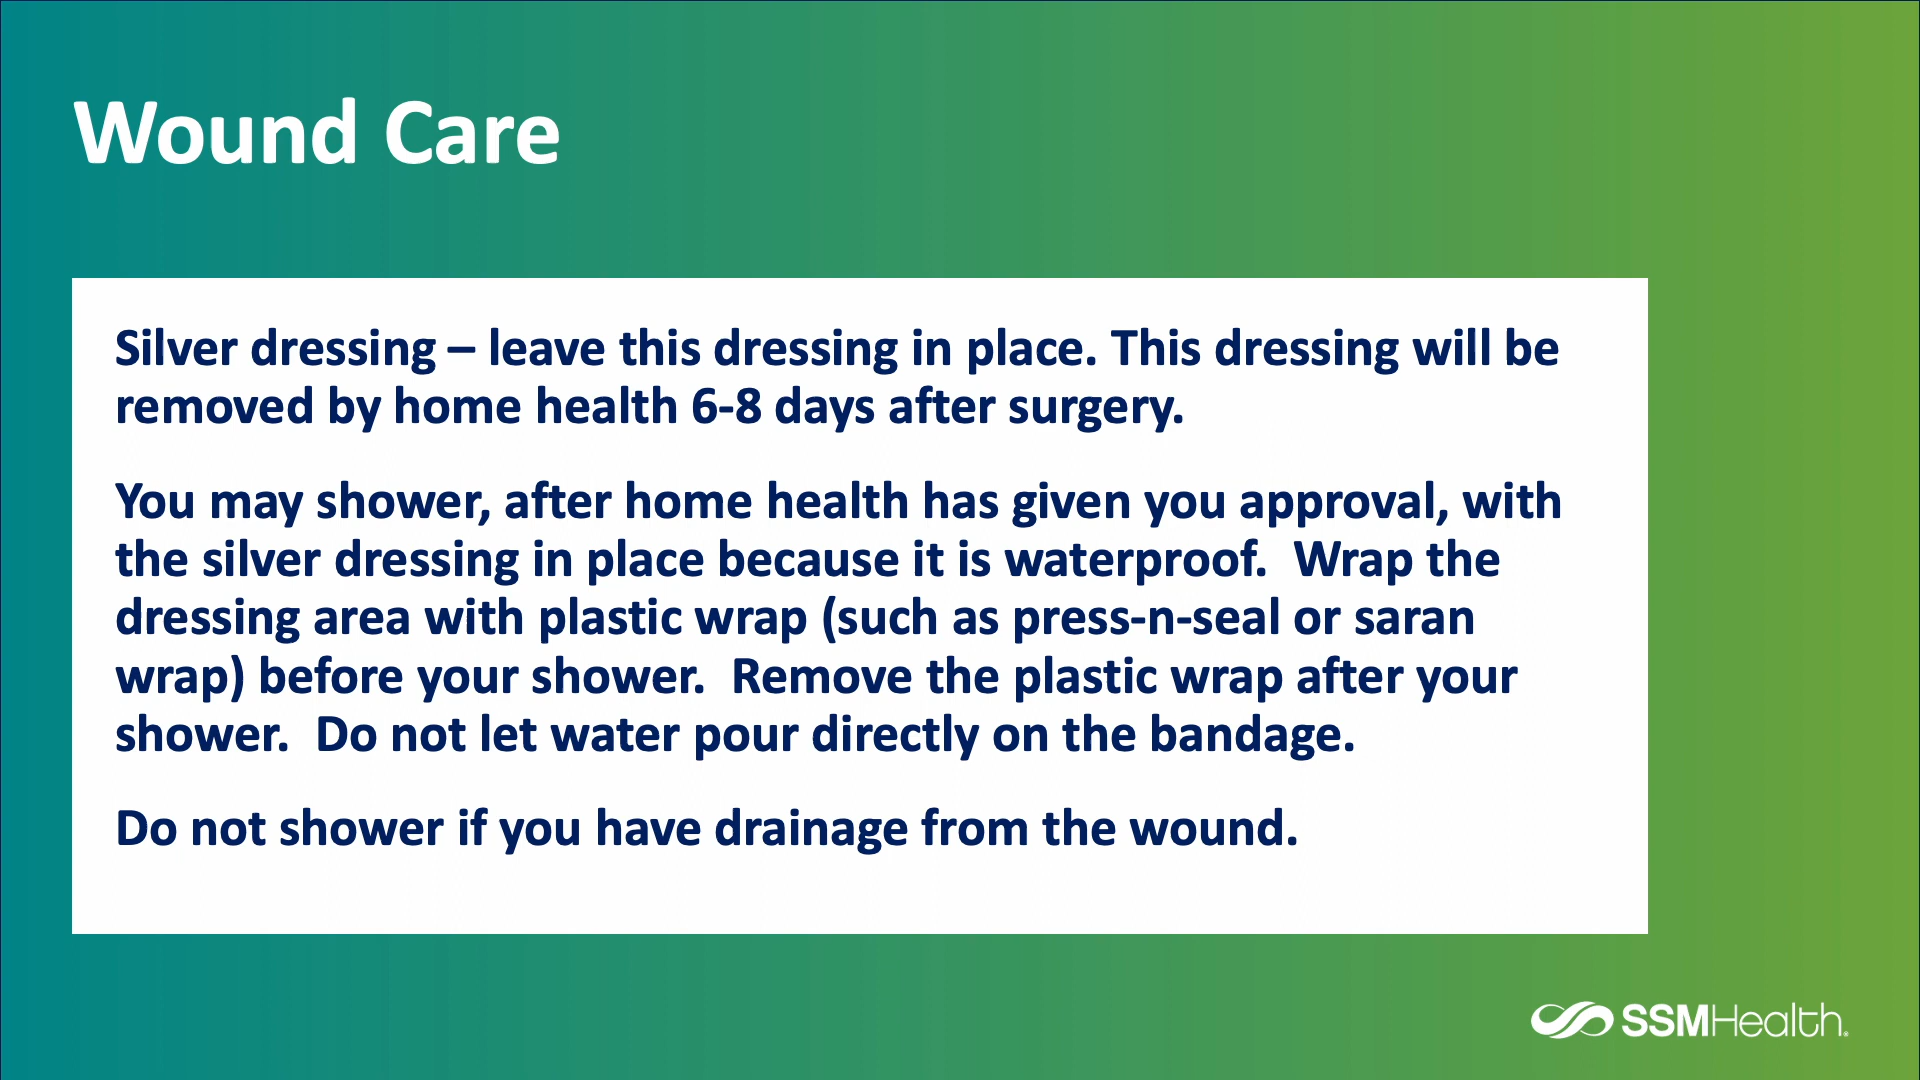 Wound Care
Silver dressing – leave this dressing in place. This dressing will be
removed by home health 6-8 days after surgery.
You may shower, after home health has given you approval, with
the silver dressing in place because it is waterproof.  Wrap the
dressing area with plastic wrap (such as press-n-seal or saran
wrap) before your shower.  Remove the plastic wrap after your
shower.  Do not let water pour directly on the bandage.
Do not shower if you have drainage from the wound.
SSMHealth®